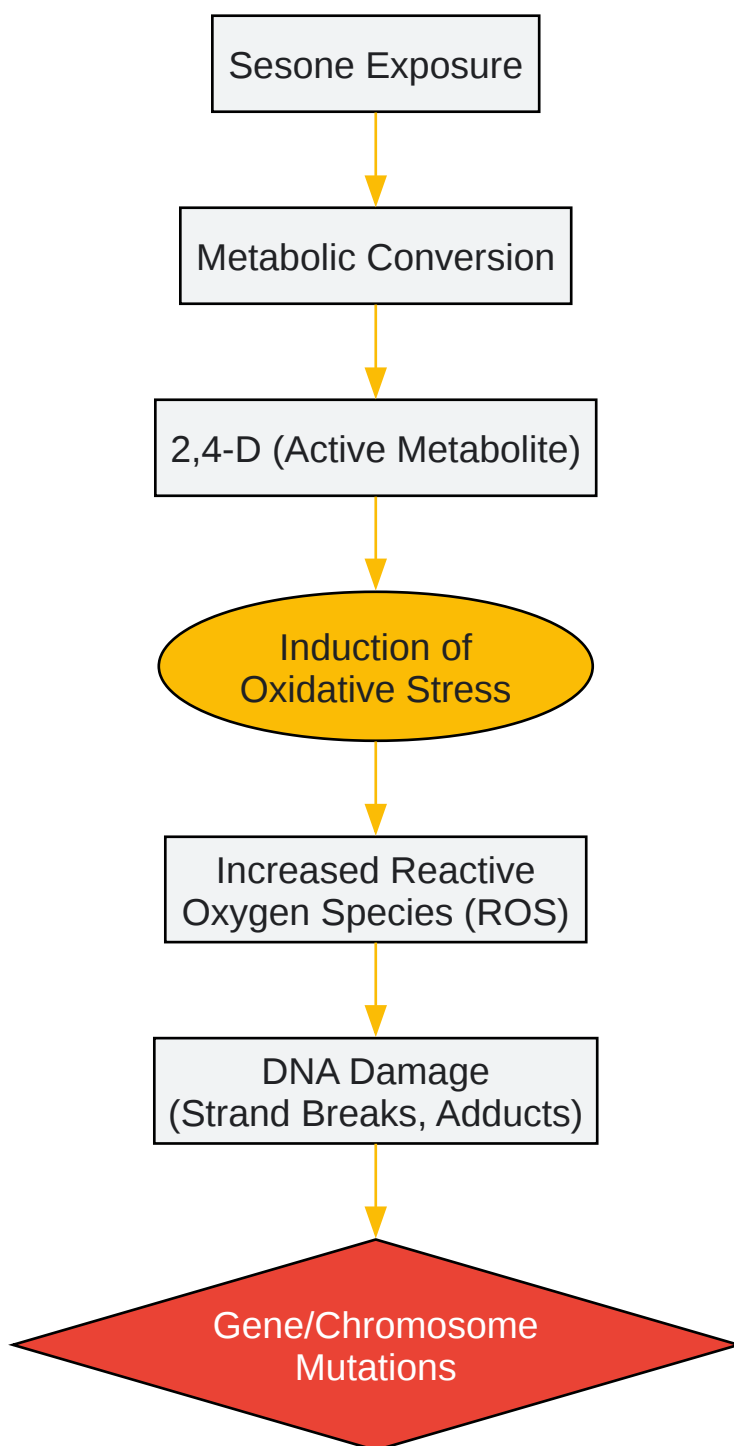 Sesone Exposure
Metabolic Conversion
2,4-D (Active Metabolite)
Induction of
Oxidative Stress
Increased Reactive
Oxygen Species (ROS)
DNA Damage
(Strand Breaks, Adducts)
Gene/Chromosome
Mutations